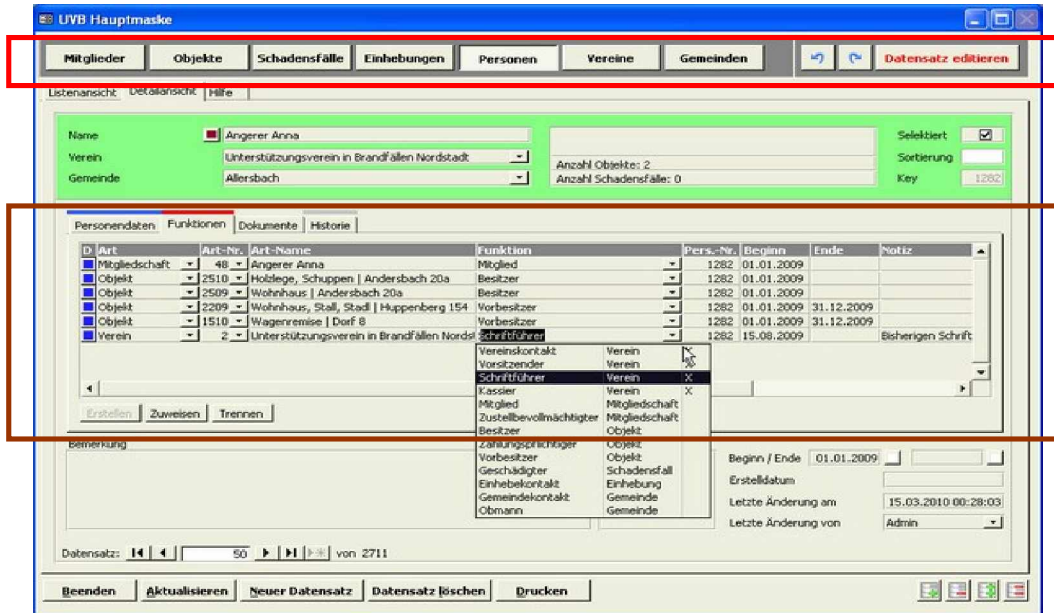 UVB Hauptmaske
Mitglieder Objekte Schadensfälle Einhebungen Personen Vereine Gemeinden Datensatz editieren
Listenansicht Detailansicht Hilfe
Name Angerer Anna Selektiert
Verein Unterstützungsverein in Brandfällen Nordstadt Anzahl Objekte: 2 Sortierung
Gemeinde Allersbach Anzahl Schadensfälle: 0 Key 1282
Personendaten Funktionen Dokumente Historie
D Art Art-Nr. Art-Name Funktion Pers.-Nr. Beginn Ende Notiz
Mitgliedschaft 48 Angerer Anna Mitglied 1282 01.01.2009
Objekt 2510 Holzlege, Schuppen | Andersbach 20a Besitzer 1282 01.01.2009
Objekt 2509 Wohnhaus | Andersbach 20a Besitzer 1282 01.01.2009
Objekt 2209 Wohnhaus, Stall, Stadl | Huppenberg 154 Vorbesitzer 1282 01.01.2009 31.12.2009
Objekt 1510 Wagenremise | Dorf 8 Vorbesitzer 1282 01.01.2009 31.12.2009
Verein 2 Unterstützungsverein in Brandfällen Nordst Schriftführer 1282 15.08.2009 Bisherigen Schrift
Vereinskontakt Verein X
Vorsitzender Verein X
Schriftführer Verein X
Kassier Verein X
Mitglied Mitgliedschaft
Zustellbevollmächtigter Mitgliedschaft
Besitzer Objekt
Zahlungspflichtiger Objekt
Vorbesitzer Objekt
Geschädigter Schadensfall
Einhebekontakt Einhebung
Gemeindekontakt Gemeinde
Obmann Gemeinde
Erstellen Zuweisen Trennen
Bemerkung
Beginn / Ende 01.01.2009
Erstelldatum
Letzte Änderung am 15.03.2010 00:28:03
Letzte Änderung von Admin
Datensatz: 50 von 2711
Beenden Aktualisieren Neuer Datensatz Datensatz löschen Drucken